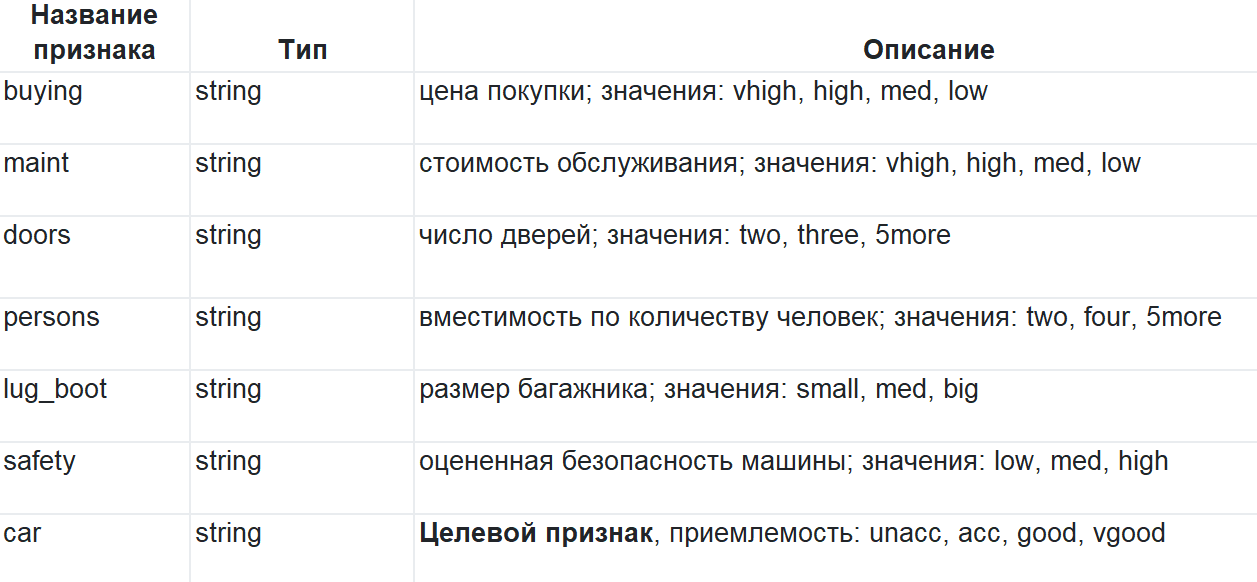 Название
признака Тип Описание
buying string цена покупки; значения: vhigh, high, med, low
maint string стоимость обслуживания; значения: vhigh, high, med, low
doors string число дверей; значения: two, three, 5more
persons string вместимость по количеству человек; значения: two, four, 5more
lug_boot string размер багажника; значения: small, med, big
safety string оцененная безопасность машины; значения: low, med, high
car string Целевой признак, приемлемость: unacc, acc, good, vgood